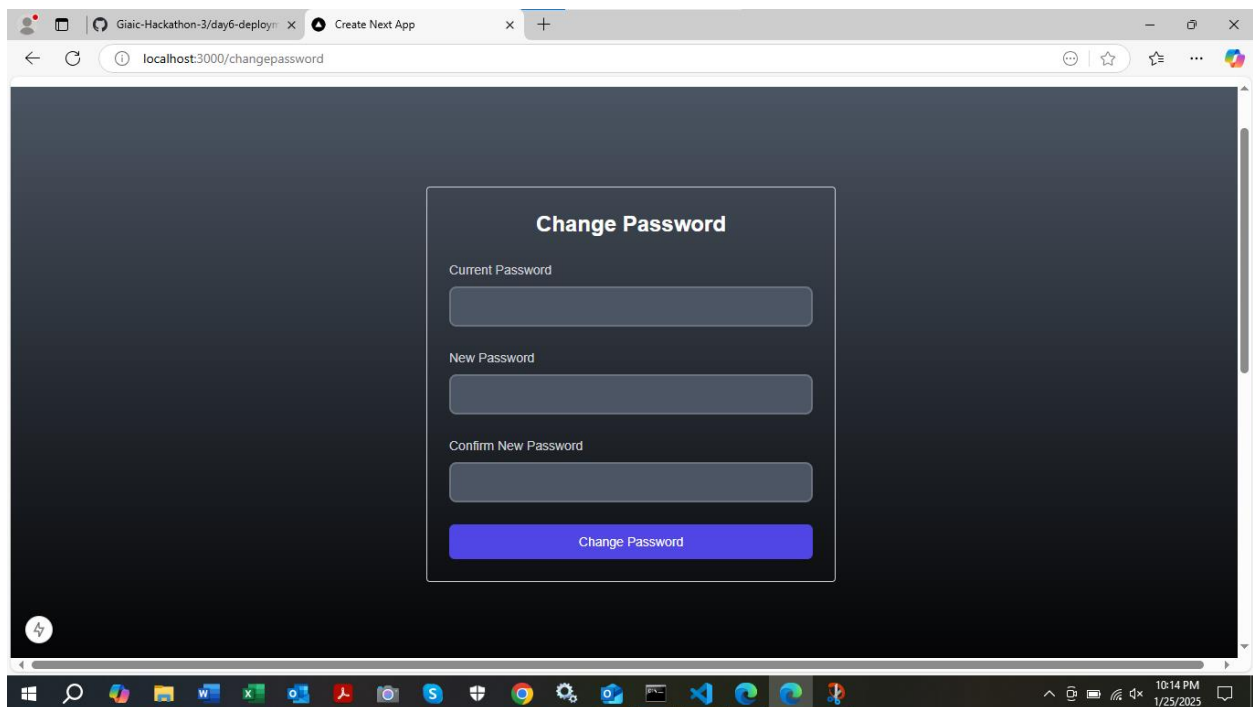 Giaic-Hackathon-3/day6-deploym
Create Next App
localhost:3000/changepassword
Change Password
Current Password
New Password
Confirm New Password
Change Password
10:14 PM
1/25/2025